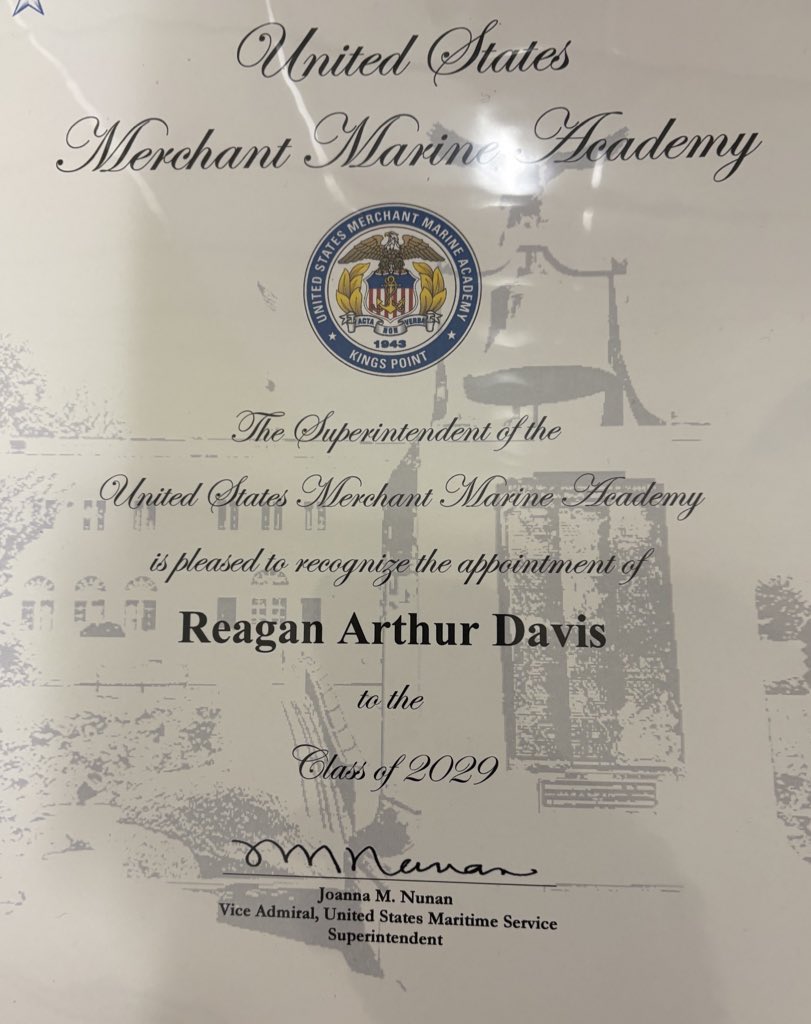 United States
Merchant Marine Academy
UNITED STATES MERCHANT MARINE ACADEMY
ACTA NON VERBA
1943
KINGS POINT
The Superintendent of the
United States Merchant Marine Academy
is pleased to recognize the appointment of
Reagan Arthur Davis
to the
Class of 2029
JM Nunan
Joanna M. Nunan
Vice Admiral, United States Maritime Service
Superintendent